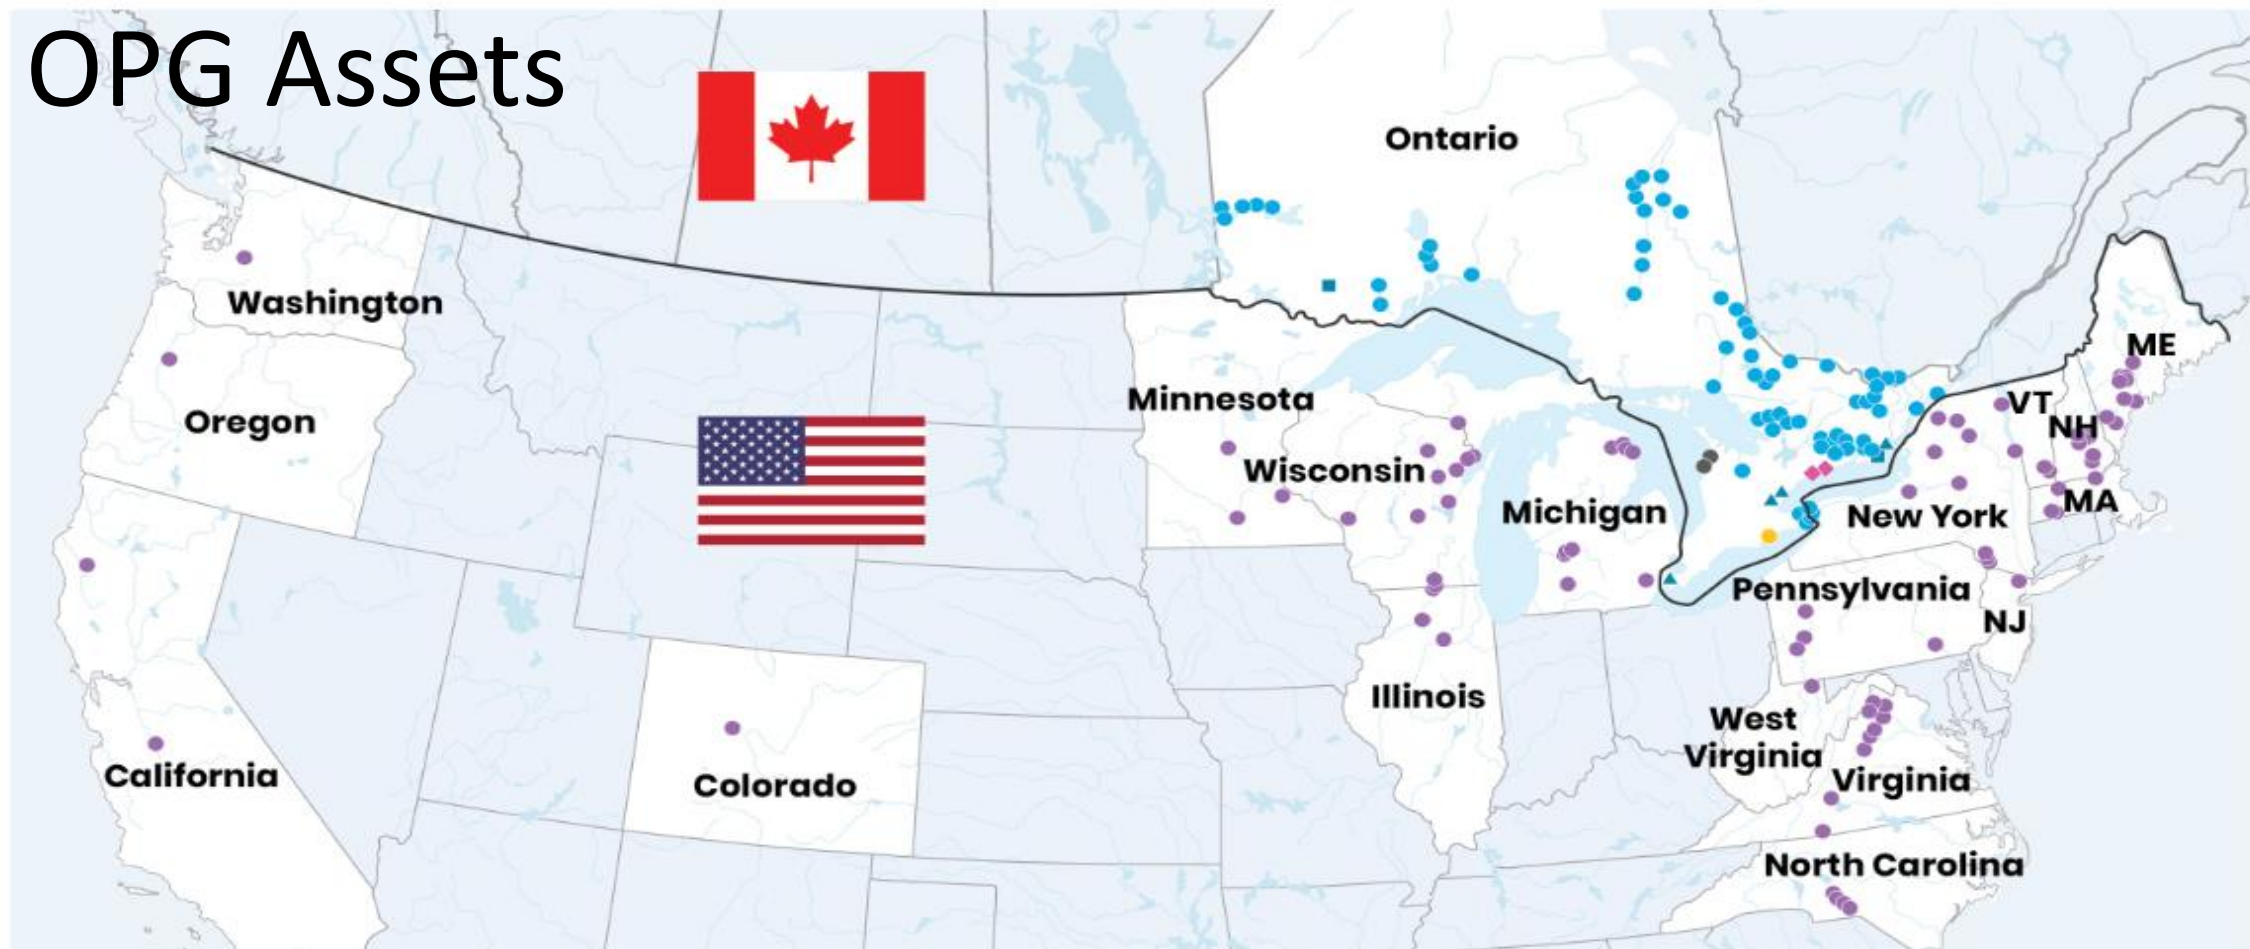 OPG Assets
Ontario
Washington
ME
Minnesota
VT
Oregon
NH
Wisconsin
MA
Michigan
New York
Pennsylvania
NJ
Illinois
West
Virginia
California
Virginia
Colorado
North Carolina